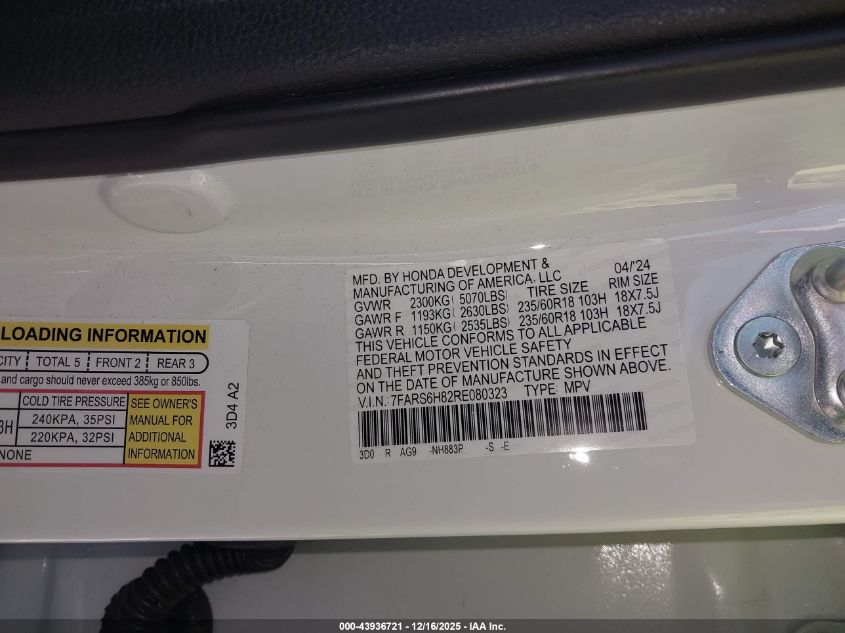 MFD. BY HONDA DEVELOPMENT & 04/'24
MANUFACTURING OF AMERICA, LLC
GVWR 2300KG( 5070LBS) TIRE SIZE RIM SIZE
GAWR F 1193KG( 2630LBS) 235/60R18 103H 18X7.5J
GAWR R 1150KG( 2535LBS) 235/60R18 103H 18X7.5J
THIS VEHICLE CONFORMS TO ALL APPLICABLE
FEDERAL MOTOR VEHICLE SAFETY
AND THEFT PREVENTION STANDARDS IN EFFECT
ON THE DATE OF MANUFACTURE SHOWN ABOVE.
V.I.N.: 7FARS6H82RE080323 TYPE: MPV
3D0 R AG9 -NH883P -S -E
LOADING INFORMATION
CITY TOTAL 5 FRONT 2 REAR 3
and cargo should never exceed 385kg or 850lbs.
COLD TIRE PRESSURE
240KPA, 35PSI
220KPA, 32PSI
3H
NONE
SEE OWNER'S
MANUAL FOR
ADDITIONAL
INFORMATION
3D4 A2
000-43936721 - 12/16/2025 - IAA Inc.